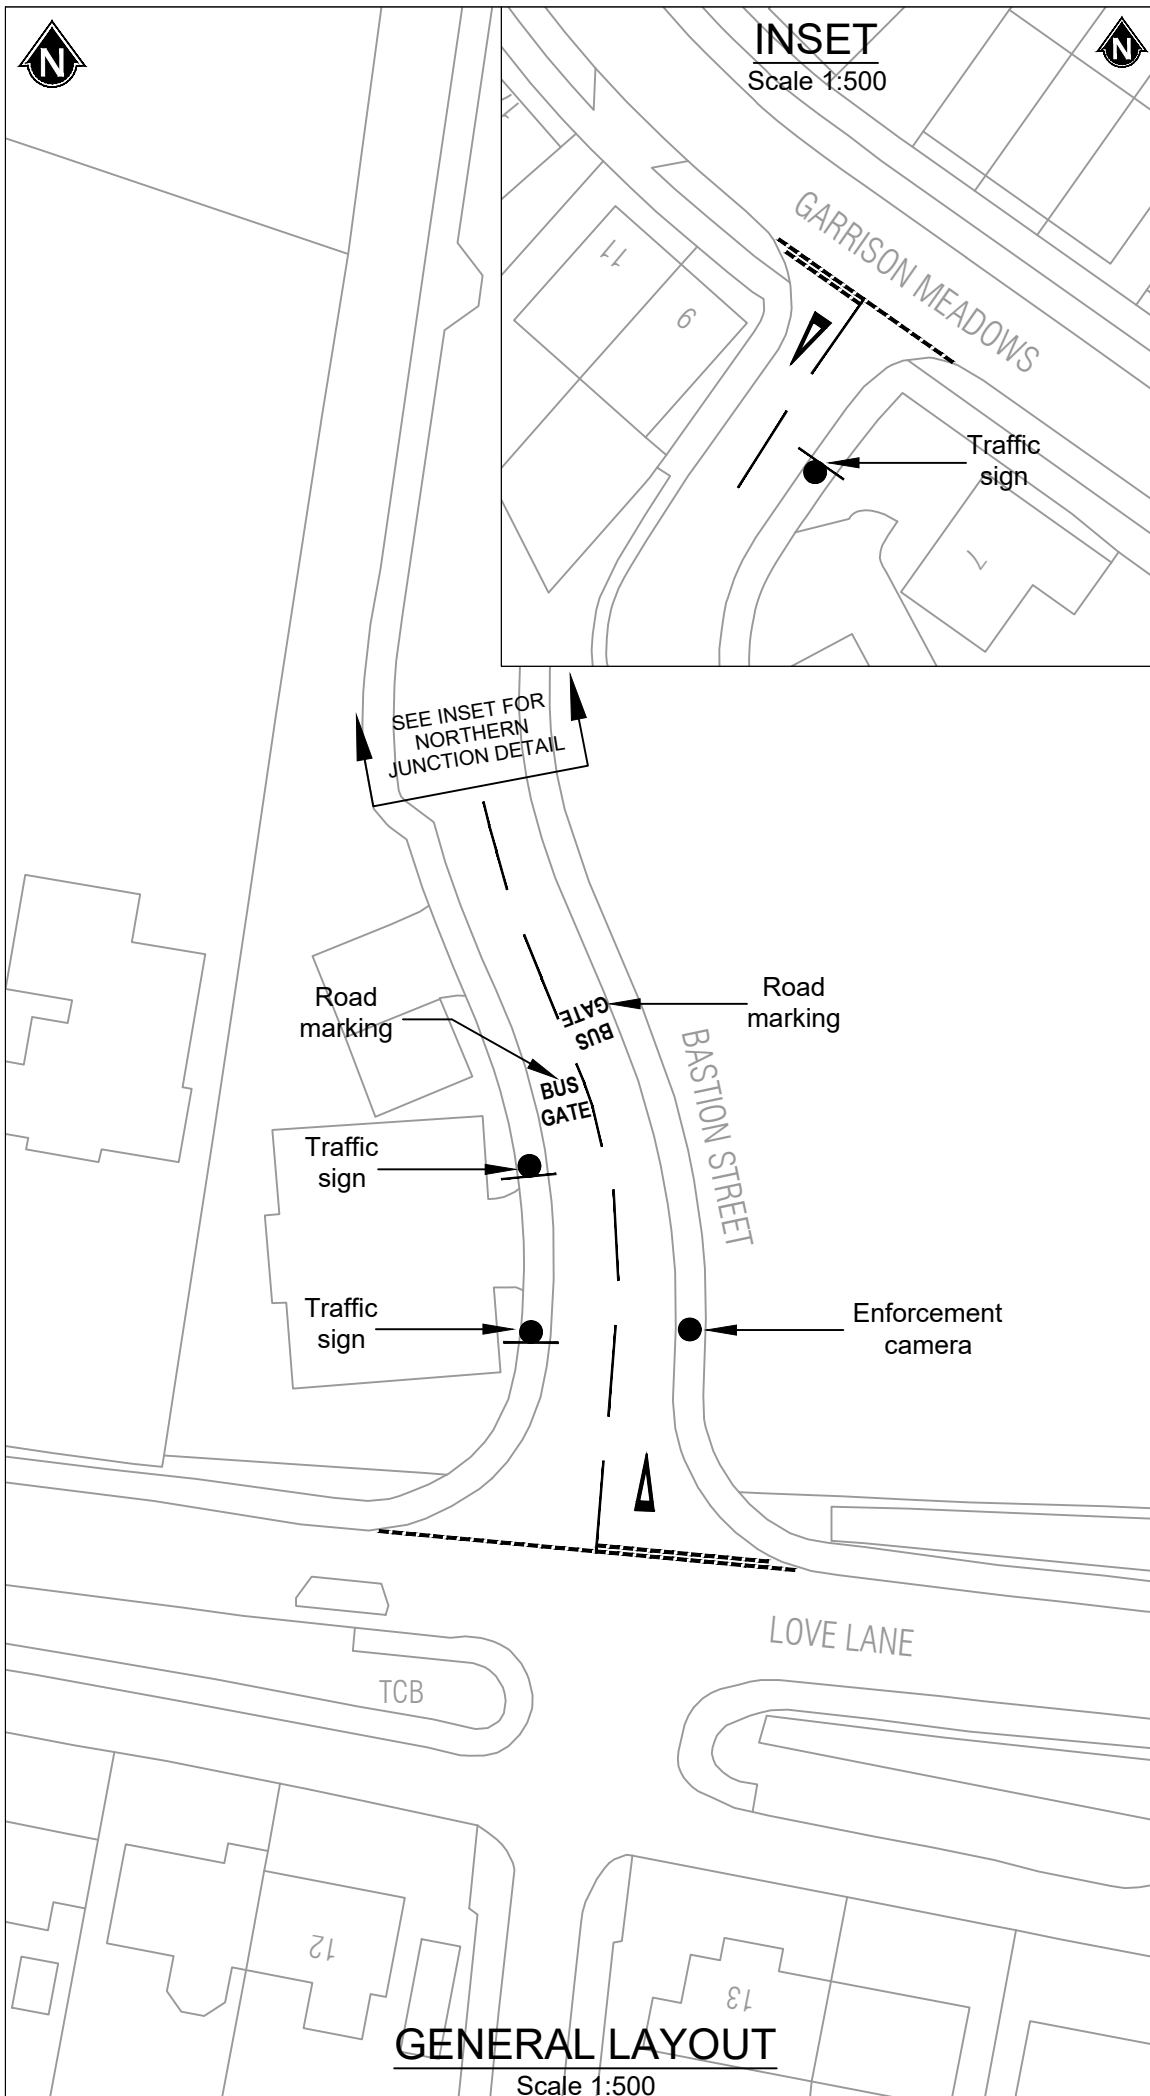 N
INSET
Scale 1:500
N
11
GARRISON MEADOWS
11
9
Traffic
sign
7
SEE INSET FOR
NORTHERN
JUNCTION DETAIL
Road
marking
GATE
BUS
Road
marking
BUS
GATE
BASTION STREET
Traffic
sign
Traffic
sign
Enforcement
camera
LOVE LANE
TCB
12
13
GENERAL LAYOUT
Scale 1:500